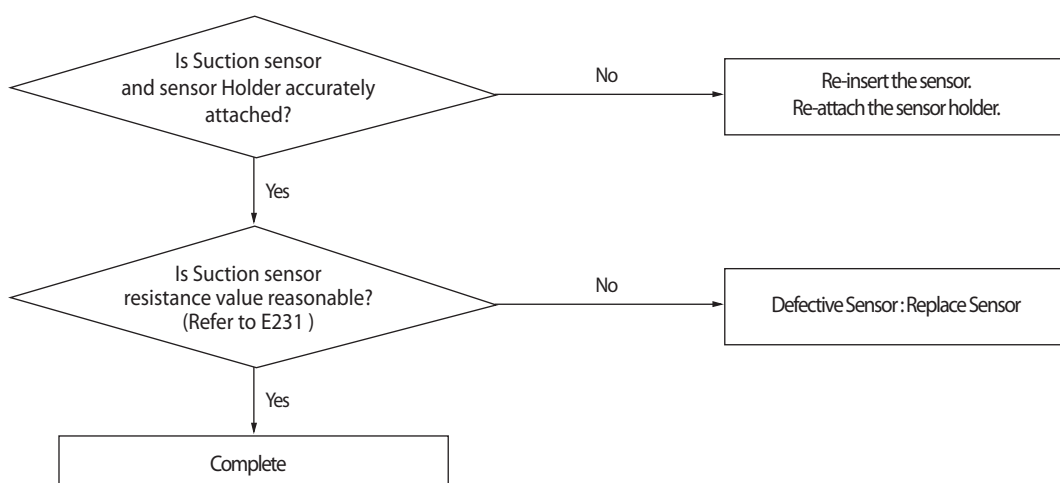 Is Suction sensor
and sensor Holder accurately
attached?
No
Re-insert the sensor.
Re-attach the sensor holder.
Yes
Is Suction sensor
resistance value reasonable?
(Refer to E231 )
No
Defective Sensor : Replace Sensor
Yes
Complete